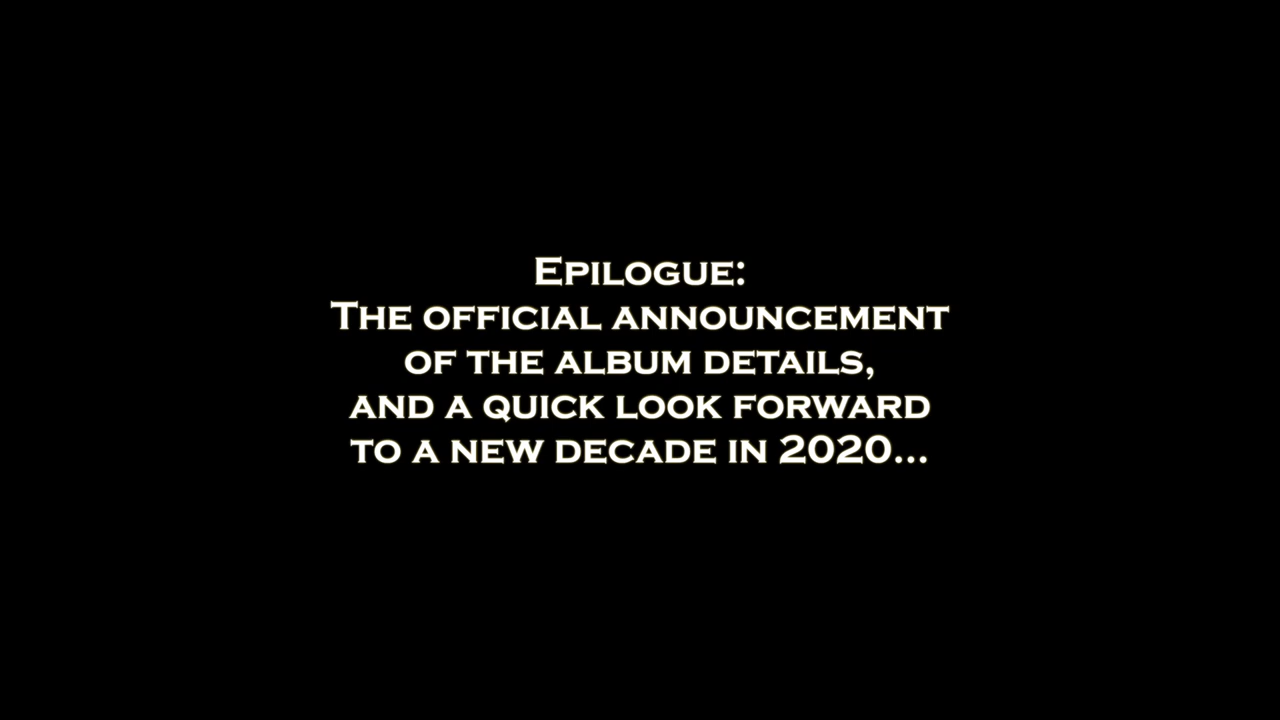 Epilogue:
The official announcement
of the album details,
and a quick look forward
to a new decade in 2020...